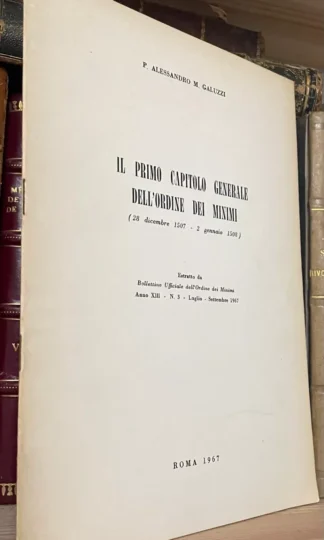 P. ALESSANDRO M. GALUZZI
IL PRIMO CAPITOLO GENERALE
DELL'ORDINE DEI MINIMI
(28 dicembre 1507 - 2 gennaio 1508)
Estratto da
Bollettino Ufficiale dell'Ordine dei Minimi
Anno XIII - N. 3 - Luglio - Settembre 1967
ROMA 1967